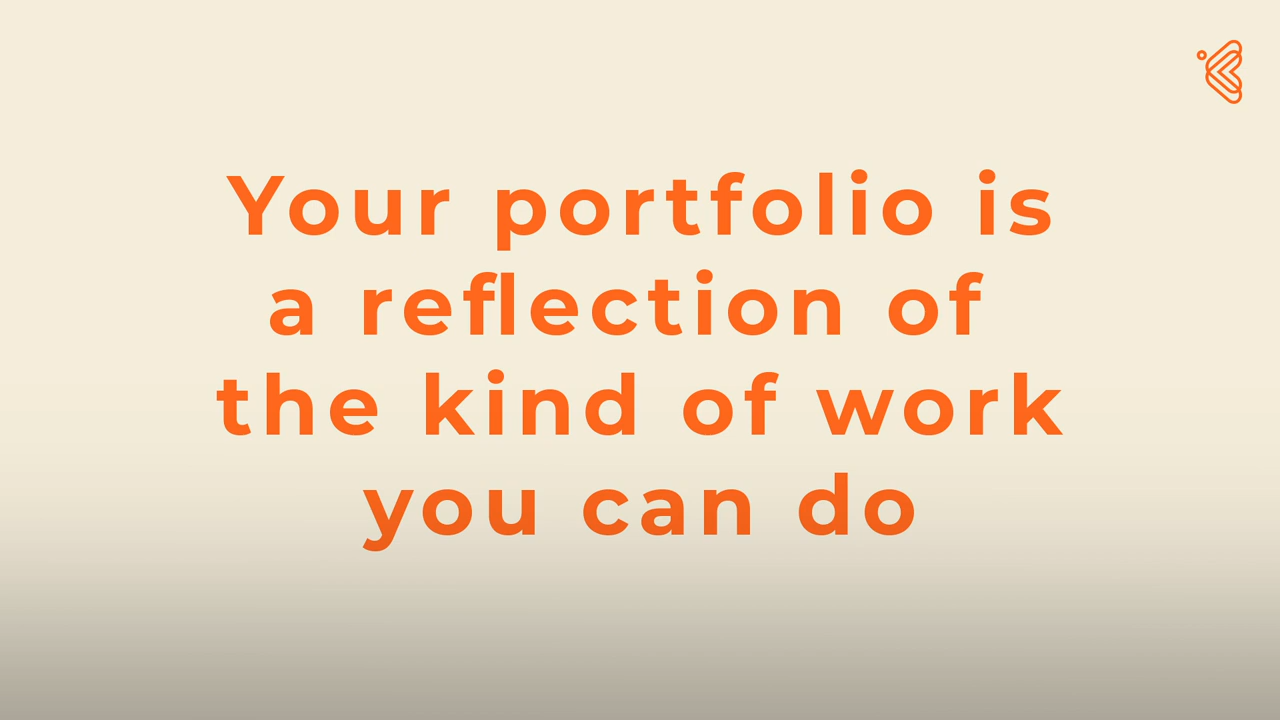 Your portfolio is
a reflection of
the kind of work
you can do